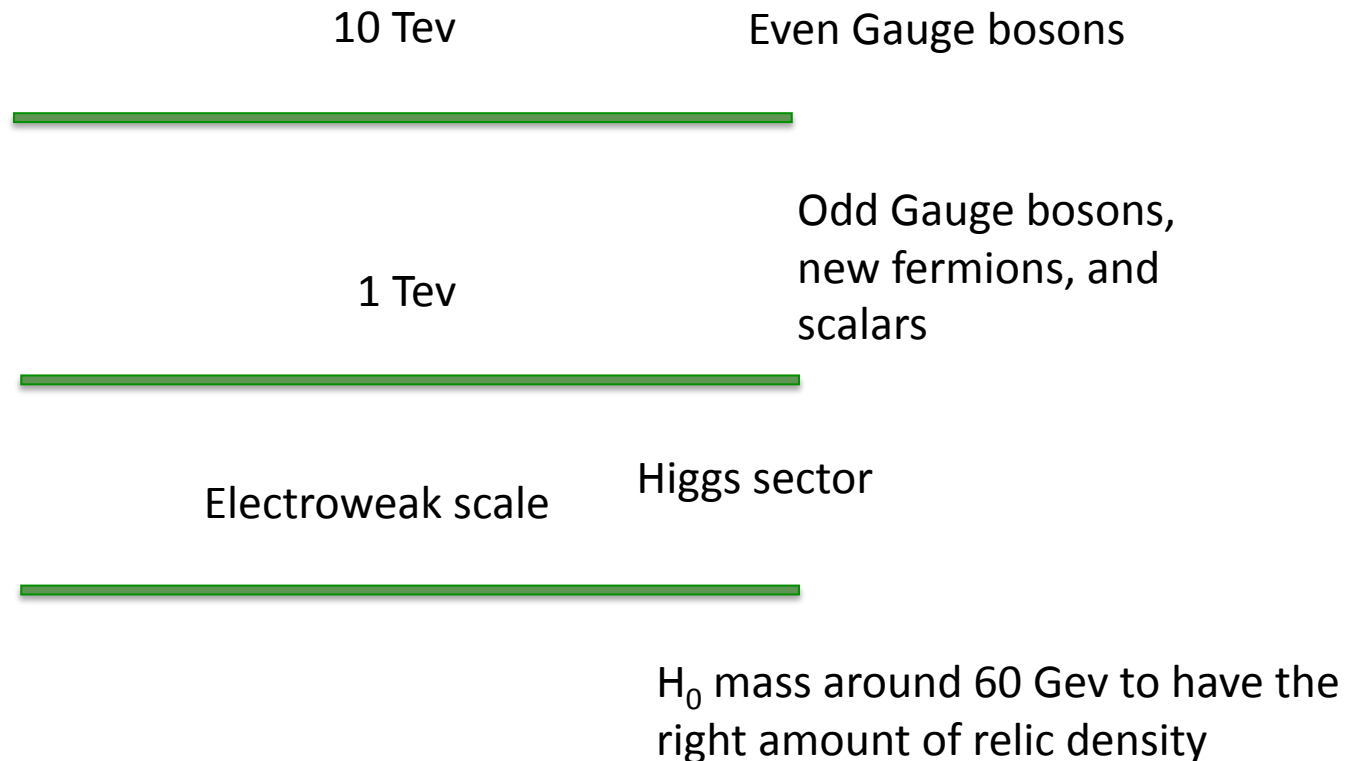 10 Tev
Even Gauge bosons
Odd Gauge bosons,
new fermions, and
scalars
1 Tev
Higgs sector
Electroweak scale
H₀ mass around 60 Gev to have the
right amount of relic density